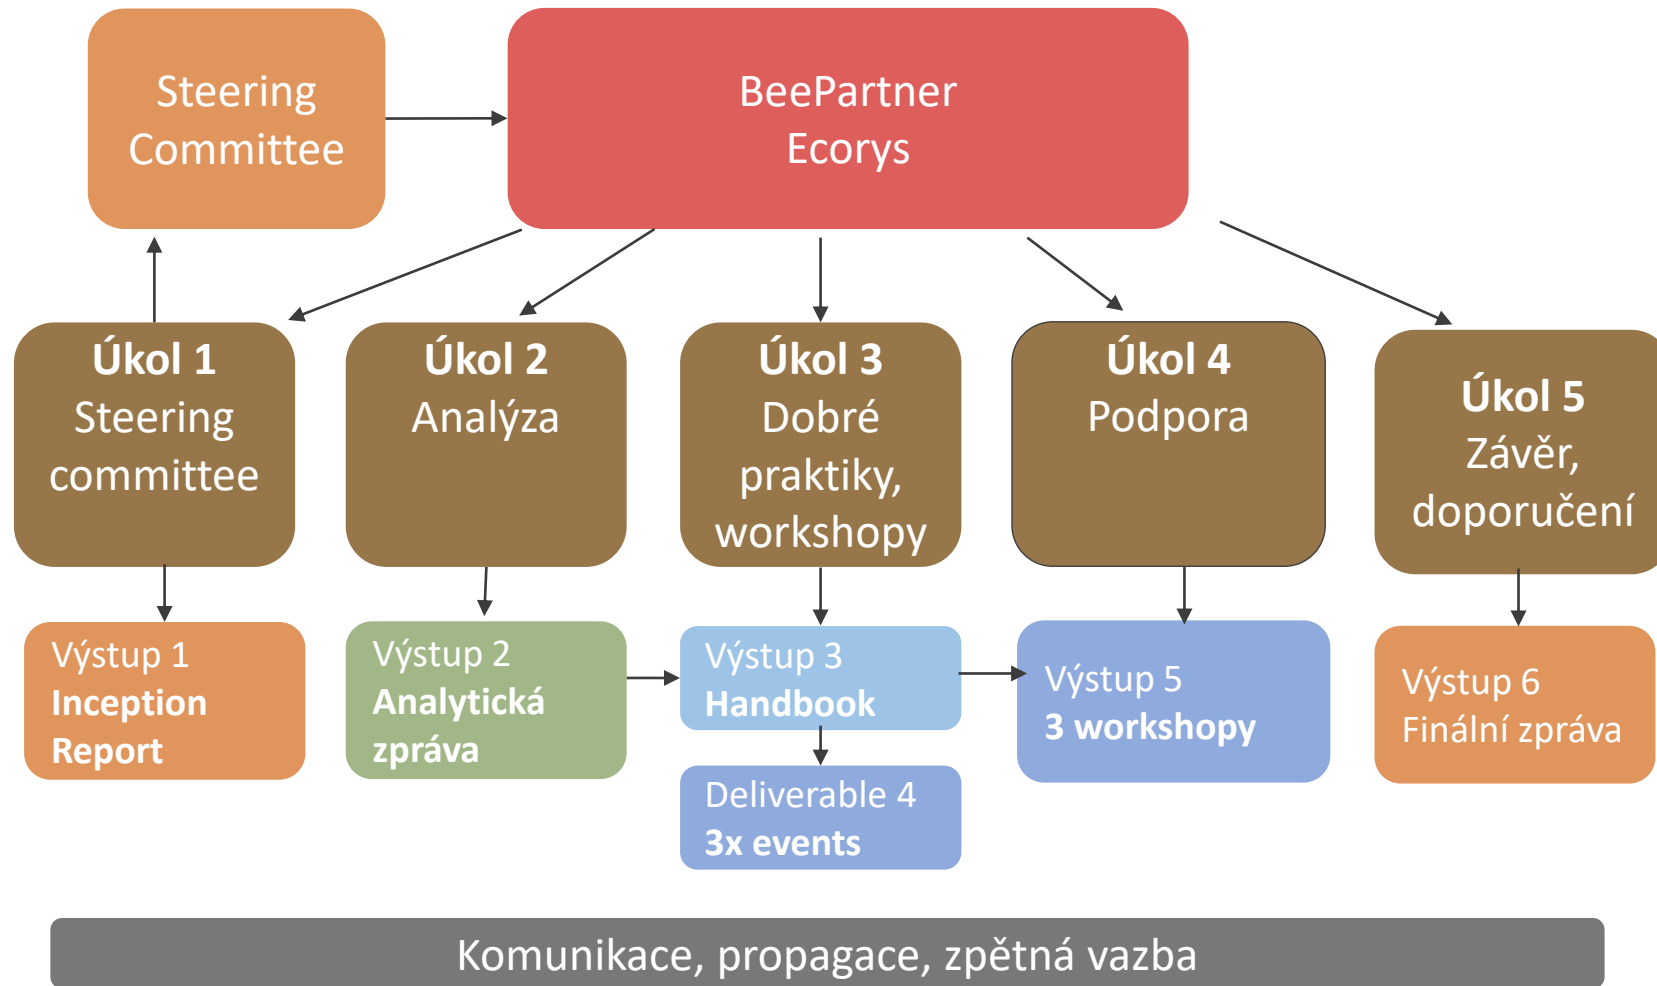 Steering
Committee
BeePartner
Ecorys
Úkol 1
Steering
committee
Úkol 2
Analýza
Úkol 3
Dobré
praktiky,
workshopy
Úkol 4
Podpora
Úkol 5
Závěr,
doporučení
Výstup 1
Inception
Report
Výstup 2
Analytická
zpráva
Výstup 3
Handbook
Deliverable 4
3x events
Výstup 5
3 workshopy
Výstup 6
Finální zpráva
Komunikace, propagace, zpětná vazba